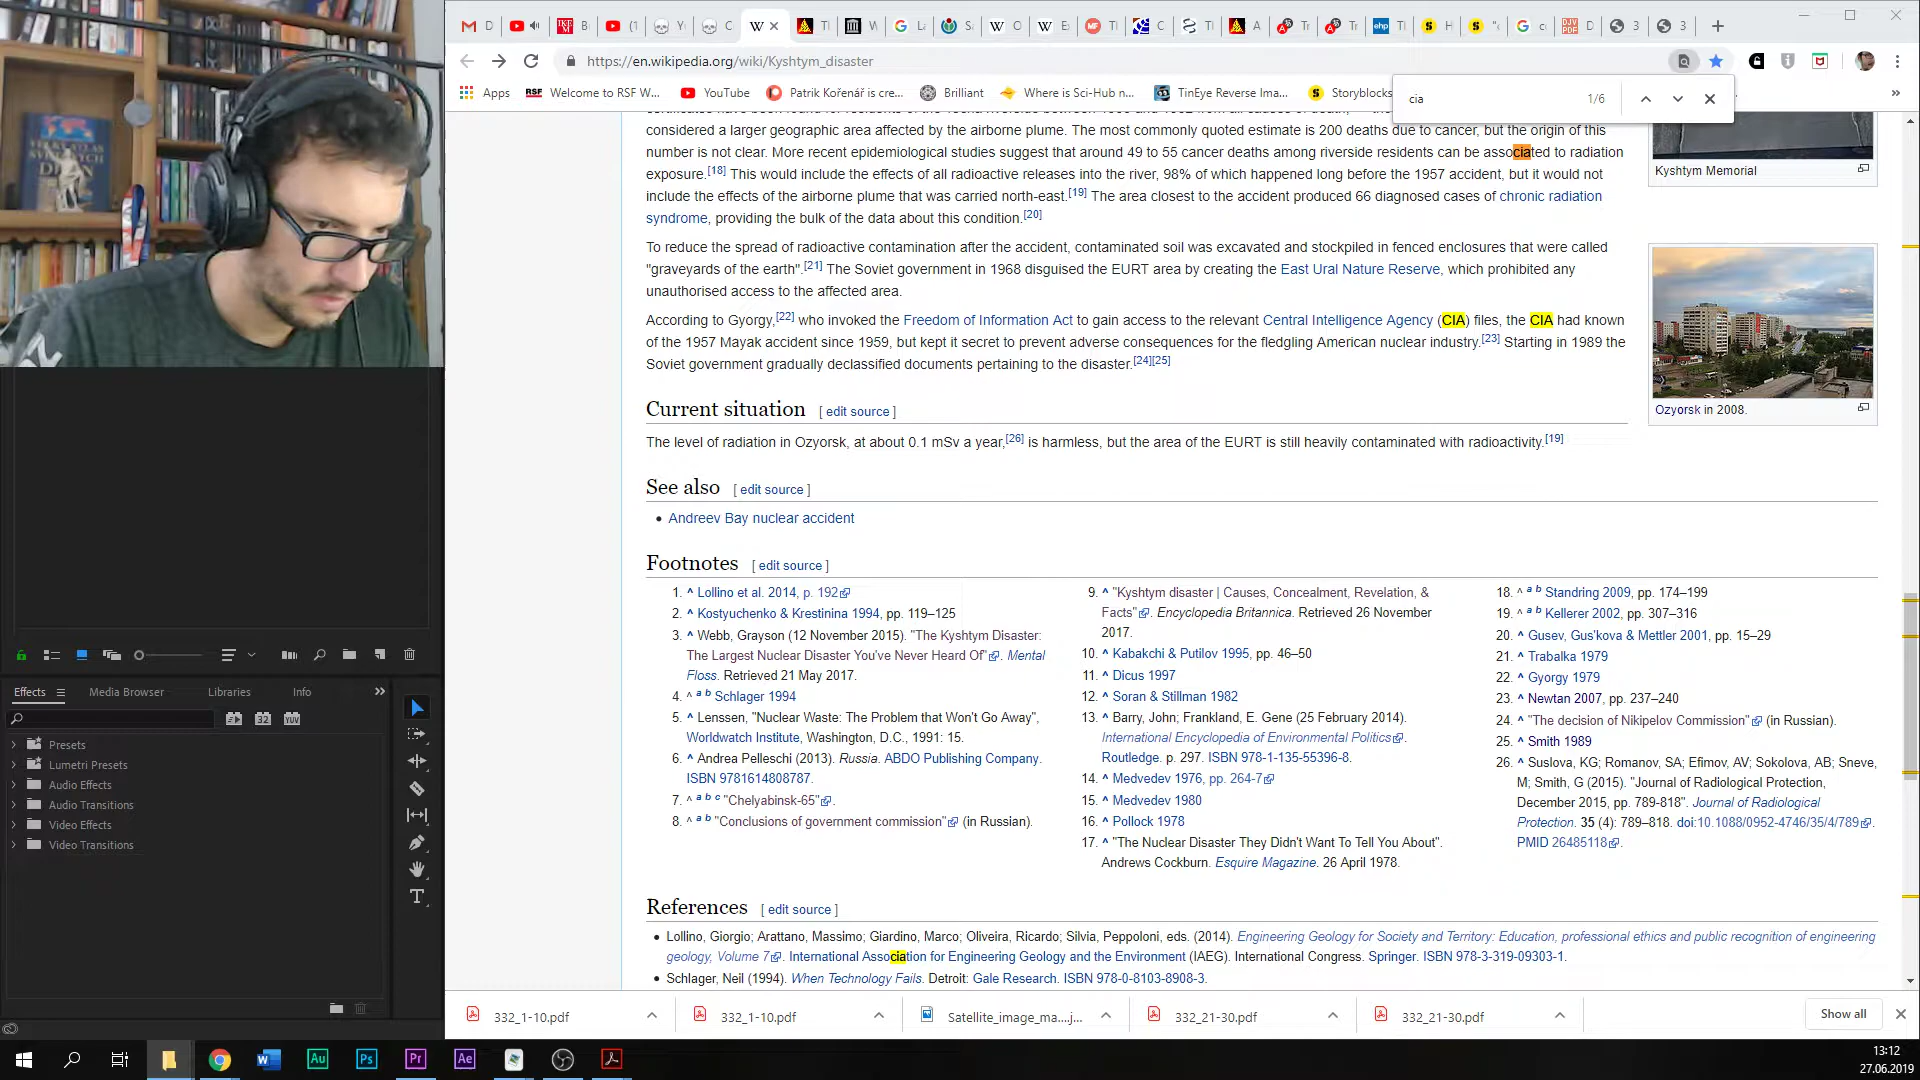 D
(1
B
Y
C
W
T
W
G L
S
W O
W E
MF T
C
T
A
Tr
Tr
ehp Tl
S H
S "(
G c
DJV PDF D
3
3
https://en.wikipedia.org/wiki/Kyshtym_disaster
Apps
RSF Welcome to RSF W...
YouTube
Patrik Kořenář is cre...
Brilliant
Where is Sci-Hub n...
TinEye Reverse Ima...
Storyblocks
»
cia
1/6
considered a larger geographic area affected by the airborne plume. The most commonly quoted estimate is 200 deaths due to cancer, but the origin of this
number is not clear. More recent epidemiological studies suggest that around 49 to 55 cancer deaths among riverside residents can be associated to radiation
exposure.[18] This would include the effects of all radioactive releases into the river, 98% of which happened long before the 1957 accident, but it would not
include the effects of the airborne plume that was carried north-east.[19] The area closest to the accident produced 66 diagnosed cases of chronic radiation
syndrome, providing the bulk of the data about this condition.[20]
Kyshtym Memorial
To reduce the spread of radioactive contamination after the accident, contaminated soil was excavated and stockpiled in fenced enclosures that were called
"graveyards of the earth".[21] The Soviet government in 1968 disguised the EURT area by creating the East Ural Nature Reserve, which prohibited any
unauthorised access to the affected area.
According to Gyorgy,[22] who invoked the Freedom of Information Act to gain access to the relevant Central Intelligence Agency (CIA) files, the CIA had known
of the 1957 Mayak accident since 1959, but kept it secret to prevent adverse consequences for the fledgling American nuclear industry.[23] Starting in 1989 the
Soviet government gradually declassified documents pertaining to the disaster.[24][25]
Ozyorsk in 2008.
Current situation [ edit source ]
The level of radiation in Ozyorsk, at about 0.1 mSv a year,[26] is harmless, but the area of the EURT is still heavily contaminated with radioactivity.[19]
See also [ edit source ]
• Andreev Bay nuclear accident
Footnotes [ edit source ]
1. ^ Lollino et al. 2014, p. 192
2. ^ Kostyuchenko & Krestinina 1994, pp. 119–125
3. ^ Webb, Grayson (12 November 2015). "The Kyshtym Disaster:
The Largest Nuclear Disaster You've Never Heard Of". Mental
Floss. Retrieved 21 May 2017.
4. ^ a b Schlager 1994
5. ^ Lenssen, "Nuclear Waste: The Problem that Won't Go Away",
Worldwatch Institute, Washington, D.C., 1991: 15.
6. ^ Andrea Pelleschi (2013). Russia. ABDO Publishing Company.
ISBN 9781614808787.
7. ^ a b c "Chelyabinsk-65".
8. ^ a b "Conclusions of government commission" (in Russian).
9. ^ "Kyshtym disaster | Causes, Concealment, Revelation, &
Facts". Encyclopedia Britannica. Retrieved 26 November
2017.
10. ^ Kabakchi & Putilov 1995, pp. 46–50
11. ^ Dicus 1997
12. ^ Soran & Stillman 1982
13. ^ Barry, John; Frankland, E. Gene (25 February 2014).
International Encyclopedia of Environmental Politics.
Routledge. p. 297. ISBN 978-1-135-55396-8.
14. ^ Medvedev 1976, pp. 264-7
15. ^ Medvedev 1980
16. ^ Pollock 1978
17. ^ "The Nuclear Disaster They Didn't Want To Tell You About".
Andrews Cockburn. Esquire Magazine. 26 April 1978.
18. ^ a b Standring 2009, pp. 174–199
19. ^ a b Kellerer 2002, pp. 307–316
20. ^ Gusev, Gus'kova & Mettler 2001, pp. 15–29
21. ^ Trabalka 1979
22. ^ Gyorgy 1979
23. ^ Newtan 2007, pp. 237–240
24. ^ "The decision of Nikipelov Commission" (in Russian).
25. ^ Smith 1989
26. ^ Suslova, KG; Romanov, SA; Efimov, AV; Sokolova, AB; Sneve,
M; Smith, G (2015). "Journal of Radiological Protection,
December 2015, pp. 789-818". Journal of Radiological
Protection. 35 (4): 789–818. doi:10.1088/0952-4746/35/4/789.
PMID 26485118.
References [ edit source ]
• Lollino, Giorgio; Arattano, Massimo; Giardino, Marco; Oliveira, Ricardo; Silvia, Peppoloni, eds. (2014). Engineering Geology for Society and Territory: Education, professional ethics and public recognition of engineering
geology, Volume 7. International Association for Engineering Geology and the Environment (IAEG). International Congress. Springer. ISBN 978-3-319-09303-1.
• Schlager, Neil (1994). When Technology Fails. Detroit: Gale Research. ISBN 978-0-8103-8908-3.
Effects
Media Browser
Libraries
Info
»
32
YUV
Presets
Lumetri Presets
Audio Effects
Audio Transitions
Video Effects
Video Transitions
T
332_1-10.pdf
332_1-10.pdf
Satellite_image_ma....j...
332_21-30.pdf
332_21-30.pdf
Show all
Au
Ps
Pr
Ae
13:12
27.06.2019